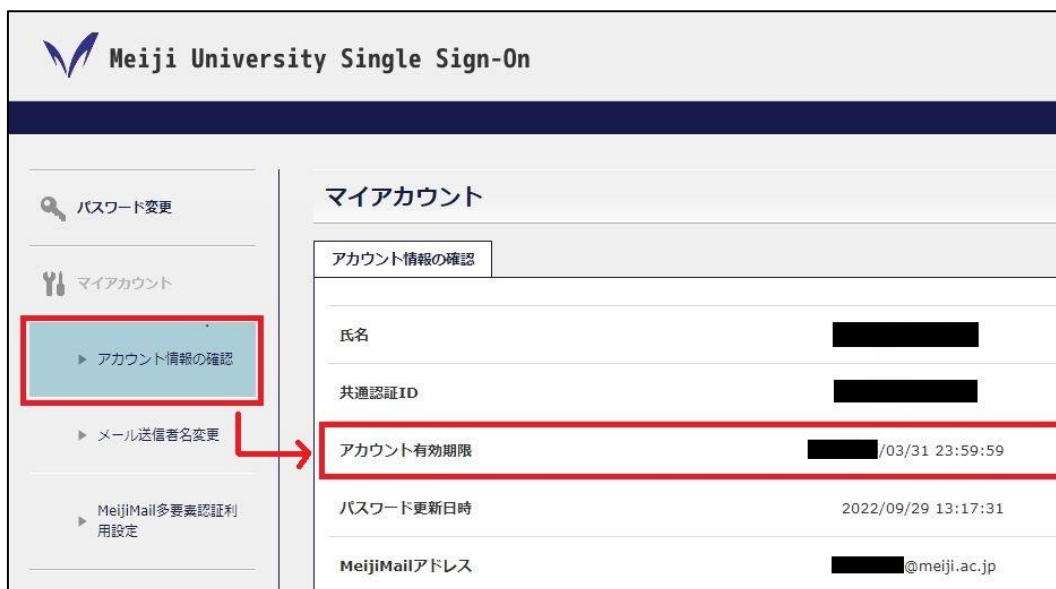 Meiji University Single Sign-On
パスワード変更
マイアカウント
アカウント情報の確認
メール送信者名変更
MeijiMail多要素認証利
用設定
マイアカウント
アカウント情報の確認
氏名
共通認証ID
アカウント有効期限 /03/31 23:59:59
パスワード更新日時 2022/09/29 13:17:31
MeijiMailアドレス @meiji.ac.jp